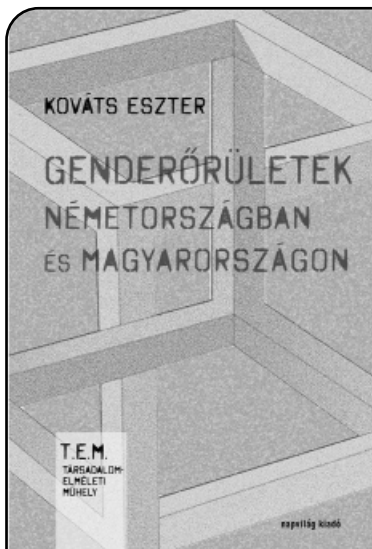 KOVÁTS ESZTER
GENDERŐRÜLETEK
NÉMETORSZÁGBAN
ÉS MAGYARORSZÁGON
T.E.M.
TÁRSADALOM-
ELMÉLETI
MŰHELY
napvilág kiadó